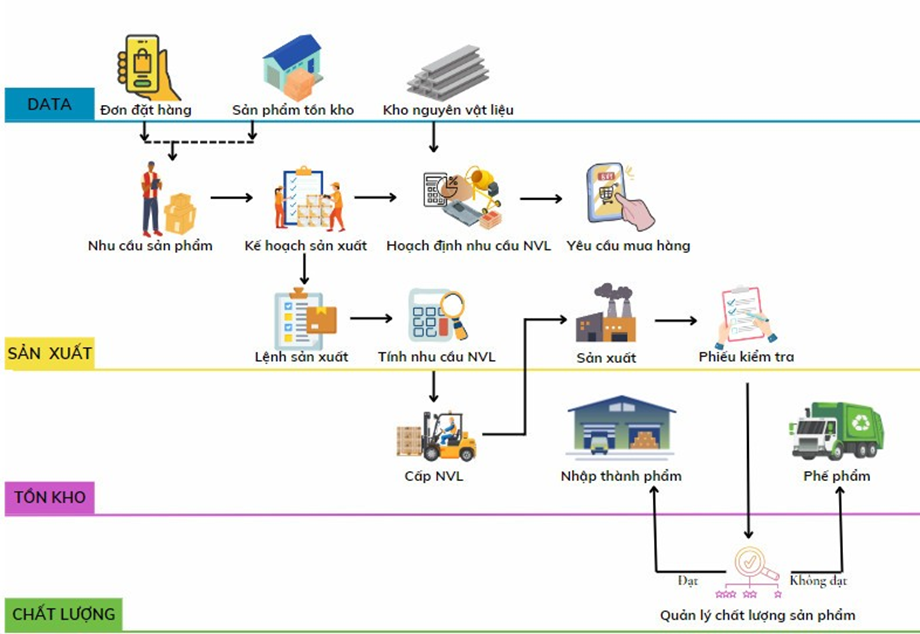 DATA
Đơn đặt hàng
Sản phẩm tồn kho
Kho nguyên vật liệu
Nhu cầu sản phẩm
Kế hoạch sản xuất
Hoạch định nhu cầu NVL
Yêu cầu mua hàng
SẢN XUẤT
Lệnh sản xuất
Tính nhu cầu NVL
Sản xuất
Phiếu kiểm tra
Cấp NVL
Nhập thành phẩm
Phế phẩm
TỒN KHO
Đạt
Không đạt
Quản lý chất lượng sản phẩm
CHẤT LƯỢNG